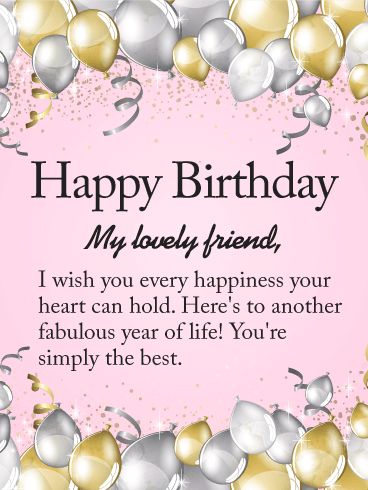 Happy Birthday
My lovely friend,
I wish you every happiness your
heart can hold. Here's to another
fabulous year of life! You're
simply the best.